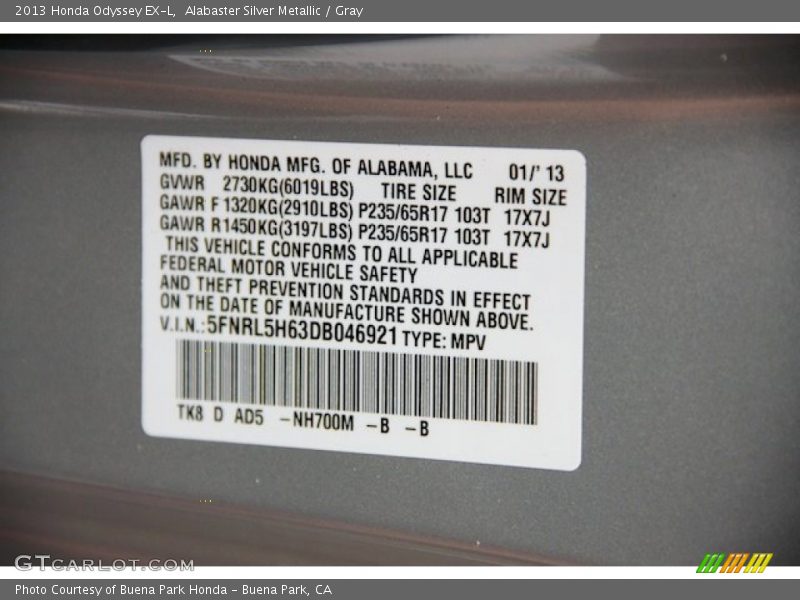 2013 Honda Odyssey EX-L,  Alabaster Silver Metallic / Gray
MFD. BY HONDA MFG. OF ALABAMA, LLC 01/' 13
GVWR 2730KG(6019LBS) TIRE SIZE RIM SIZE
GAWR F 1320KG(2910LBS) P235/65R17 103T 17X7J
GAWR R1450KG(3197LBS) P235/65R17 103T 17X7J
THIS VEHICLE CONFORMS TO ALL APPLICABLE
FEDERAL MOTOR VEHICLE SAFETY
AND THEFT PREVENTION STANDARDS IN EFFECT
ON THE DATE OF MANUFACTURE SHOWN ABOVE.
V.I.N.:5FNRL5H63DB046921 TYPE: MPV
TK8 D AD5 -NH700M -B -B
GTCARLOT.COM
Photo Courtesy of Buena Park Honda - Buena Park, CA